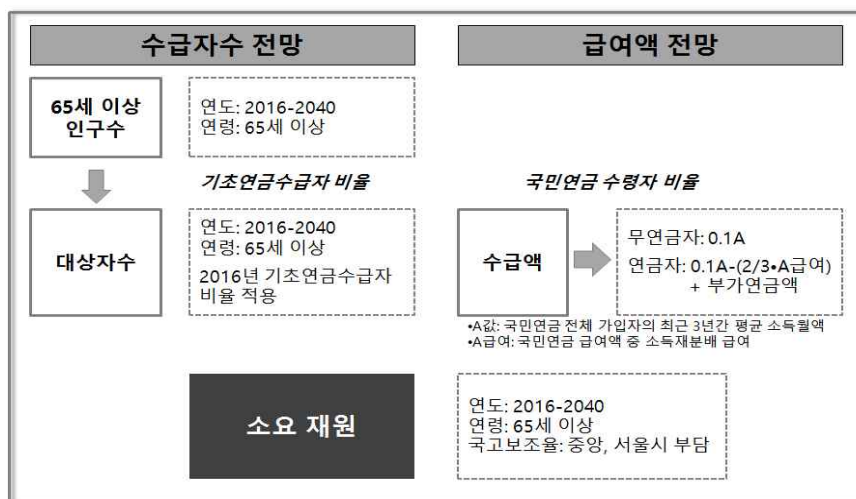 수급자수 전망
65세 이상
인구수
연도: 2016-2040
연령: 65세 이상
기초연금수급자 비율
대상자수
연도: 2016-2040
연령: 65세 이상
2016년 기초연금수급자
비율 적용
급여액 전망
국민연금 수령자 비율
수급액
무연금자: 0.1A
연금자: 0.1A-(2/3•A급여)
+ 부가연금액
•A값: 국민연금 전체 가입자의 최근 3년간 평균 소득월액
•A급여: 국민연금 급여액 중 소득재분배 급여
소요 재원
연도: 2016-2040
연령: 65세 이상
국고보조율: 중앙, 서울시 부담